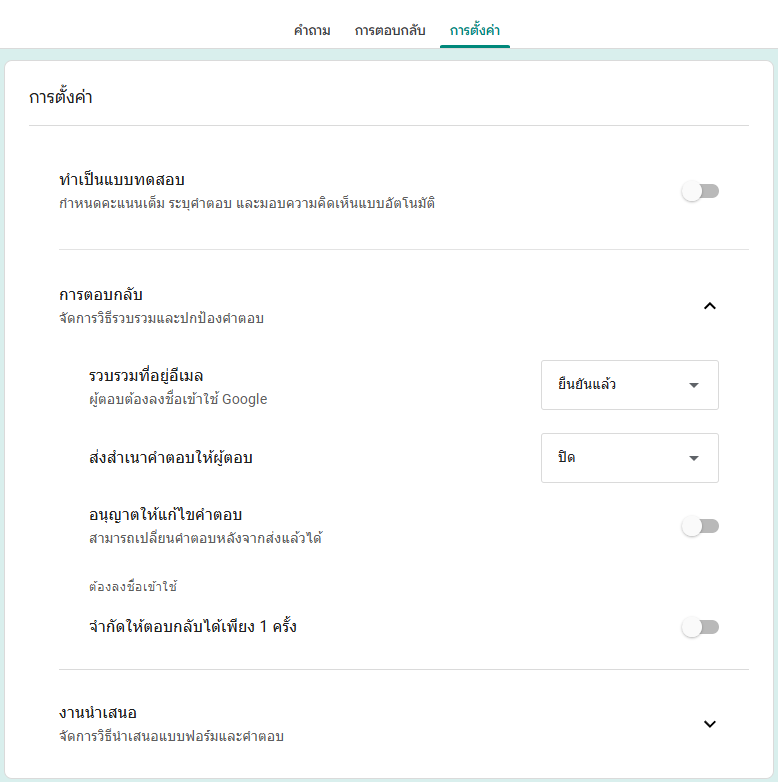 คำถาม การตอบกลับ การตั้งค่า
การตั้งค่า
ทำเป็นแบบทดสอบ
กำหนดคะแนนเต็ม ระบุคำตอบ และมอบความคิดเห็นแบบอัตโนมัติ
การตอบกลับ
จัดการวิธีรวบรวมและปกป้องคำตอบ
รวบรวมที่อยู่อีเมล
ผู้ตอบต้องลงชื่อเข้าใช้ Google
ยืนยันแล้ว
ส่งสำเนาคำตอบให้ผู้ตอบ
ปิด
อนุญาตให้แก้ไขคำตอบ
สามารถเปลี่ยนคำตอบหลังจากส่งแล้วได้
ต้องลงชื่อเข้าใช้
จำกัดให้ตอบกลับได้เพียง 1 ครั้ง
งานนำเสนอ
จัดการวิธีนำเสนอแบบฟอร์มและคำตอบ